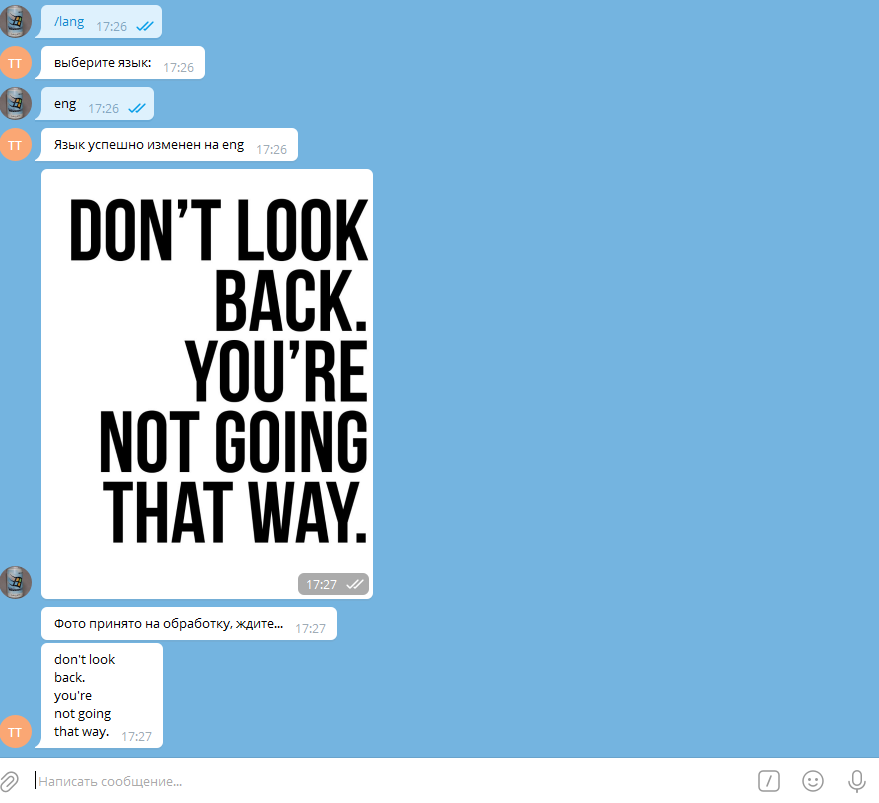 /lang 17:26
TT
выберите язык: 17:26
eng 17:26
TT
Язык успешно изменен на eng 17:26
DON'T LOOK
BACK.
YOU'RE
NOT GOING
THAT WAY.
17:27
Фото принято на обработку, ждите... 17:27
don't look
back.
you're
not going
that way. 17:27
TT
Написать сообщение...